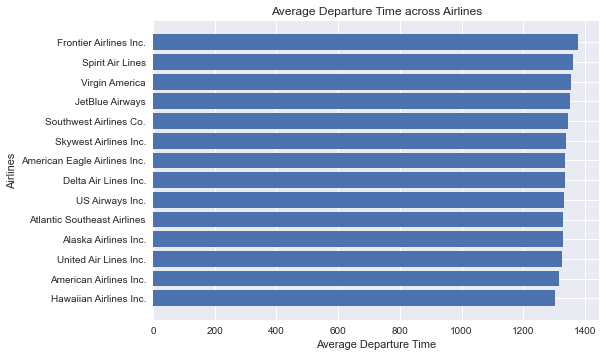 Average Departure Time across Airlines
Airlines
Frontier Airlines Inc.
Spirit Air Lines
Virgin America
JetBlue Airways
Southwest Airlines Co.
Skywest Airlines Inc.
American Eagle Airlines Inc.
Delta Air Lines Inc.
US Airways Inc.
Atlantic Southeast Airlines
Alaska Airlines Inc.
United Air Lines Inc.
American Airlines Inc.
Hawaiian Airlines Inc.
0 200 400 600 800 1000 1200 1400
Average Departure Time